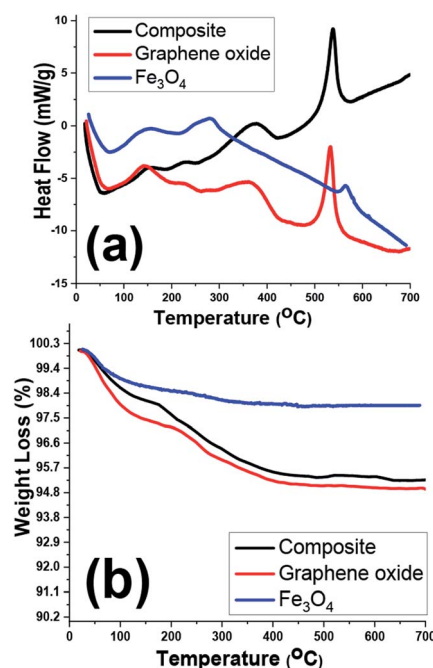 10
5
0
-5
-10
-15
Heat Flow (mW/g)
Composite
Graphene oxide
Fe₃O₄
(a)
0 100 200 300 400 500 600 700
Temperature (ᴼC)
100.3
99.4
98.4
97.5
96.6
95.7
94.8
93.8
92.9
92.0
91.1
90.2
Weight Loss (%)
(b)
Composite
Graphene oxide
Fe₃O₄
0 100 200 300 400 500 600 700
Temperature (ᴼC)